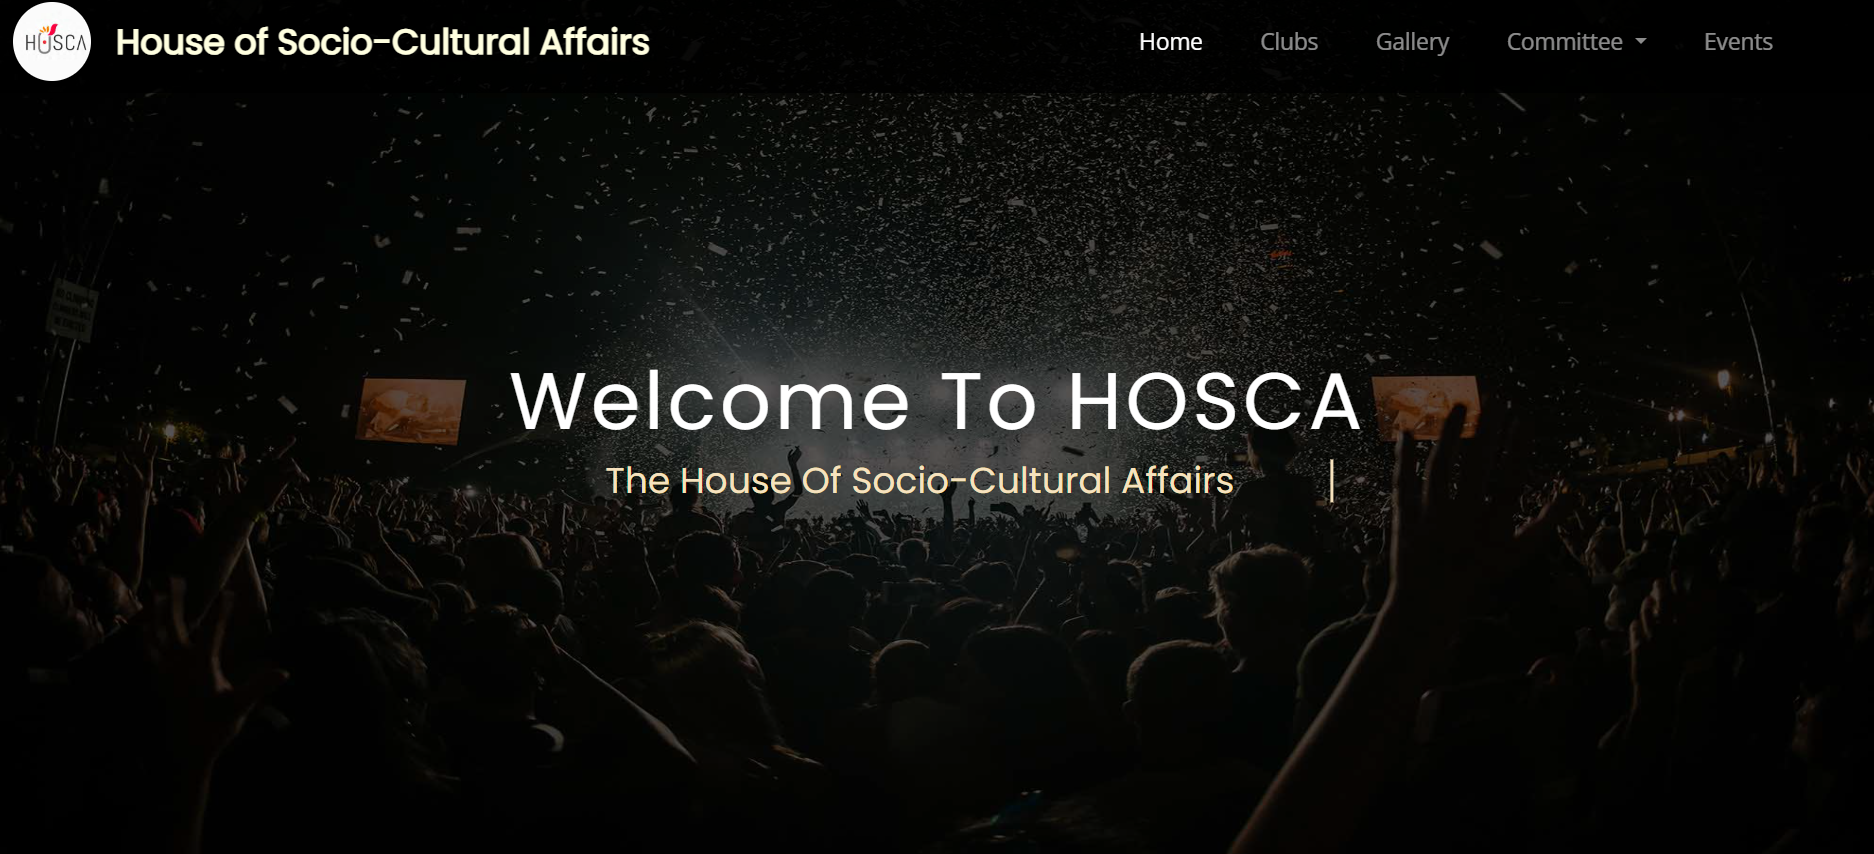 HOSCA
House of Socio-Cultural Affairs
Home
Clubs
Gallery
Committee
Events
Welcome To HOSCA
The House Of Socio-Cultural Affairs